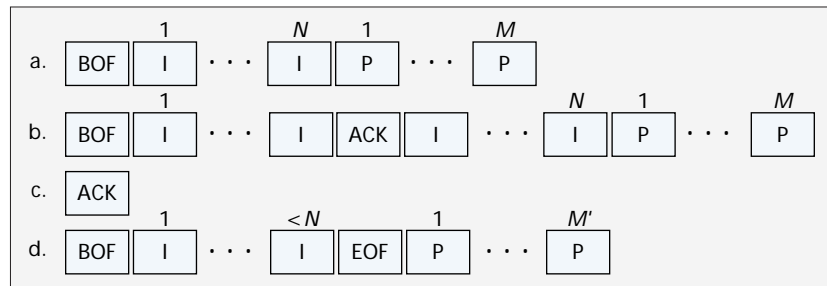 1 N 1 M
a. BOF I · · · I P · · · P
1 N 1 M
b. BOF I · · · I ACK I · · · I P · · · P
c. ACK
1 < N 1 M'
d. BOF I · · · I EOF P · · · P